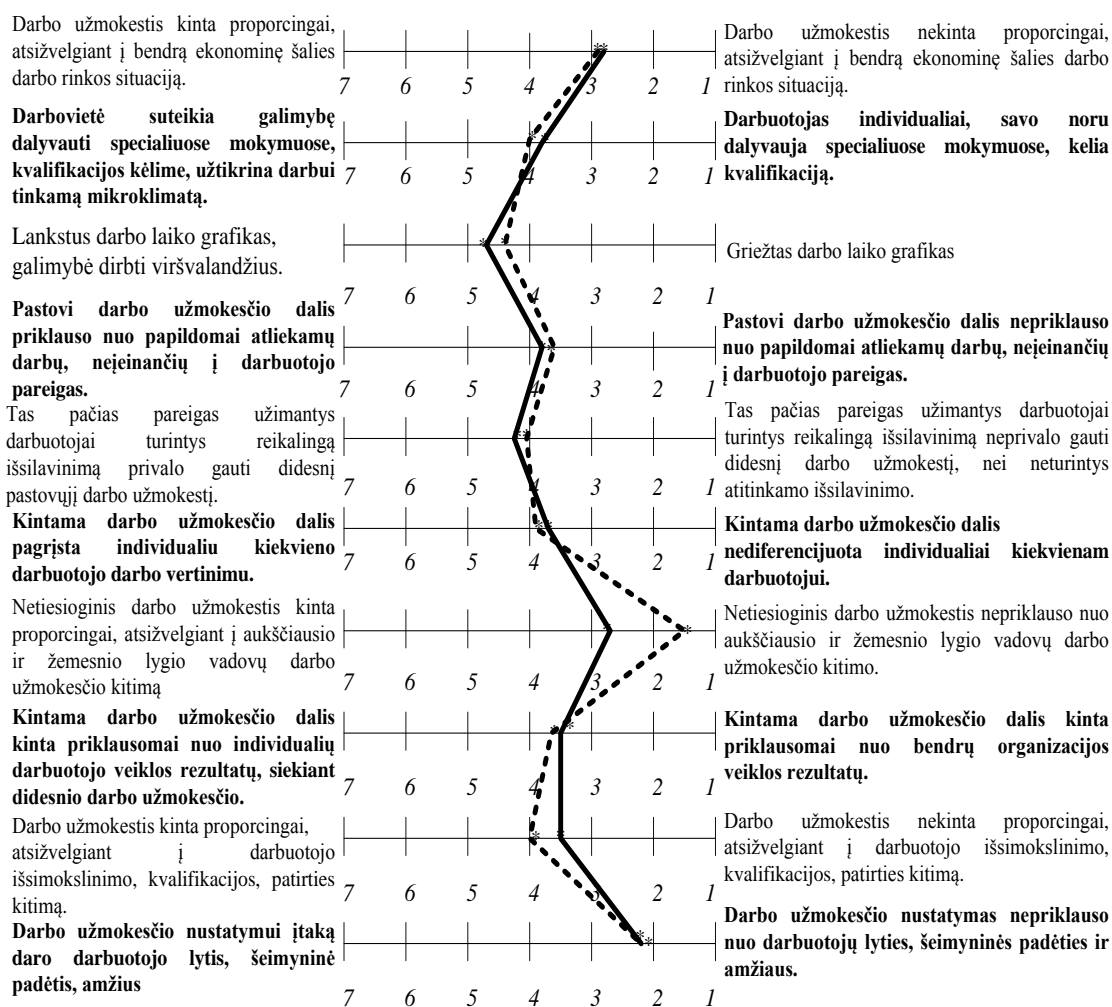 Darbo užmokestis kinta proporcingai,
atsižvelgiant į bendrą ekonominę šalies
darbo rinkos situaciją.
Darbo užmokestis nekinta proporcingai,
atsižvelgiant į bendrą ekonominę šalies darbo
rinkos situaciją.
7 6 5 4 3 2 1
Darbovietė suteikia galimybę
dalyvauti specialiuose mokymuose,
kvalifikacijos kėlime, užtikrina darbui
tinkamą mikroklimatą.
Darbuotojas individualiai, savo noru
dalyvauja specialiuose mokymuose, kelia
kvalifikaciją.
7 6 5 4 3 2 1
Lankstus darbo laiko grafikas,
galimybė dirbti viršvalandžius.
Griežtas darbo laiko grafikas
7 6 5 4 3 2 1
Pastovi darbo užmokesčio dalis
priklauso nuo papildomai atliekamų
darbų, neįeinančių į darbuotojo
pareigas.
Pastovi darbo užmokesčio dalis nepriklauso
nuo papildomai atliekamų darbų, neįeinančių
į darbuotojo pareigas.
7 6 5 4 3 2 1
Tas pačias pareigas užimantys
darbuotojai turintys reikalingą
išsilavinimą privalo gauti didesnį
pastovųjį darbo užmokestį.
Tas pačias pareigas užimantys darbuotojai
turintys reikalingą išsilavinimą neprivalo gauti
didesnį darbo užmokestį, nei neturintys
atitinkamo išsilavinimo.
7 6 5 4 3 2 1
Kintama darbo užmokesčio dalis
pagrįsta individualiu kiekvieno
darbuotojo darbo vertinimu.
Kintama darbo užmokesčio dalis
nediferencijuota individualiai kiekvienam
darbuotojui.
7 6 5 4 3 2 1
Netiesioginis darbo užmokestis kinta
proporcingai, atsižvelgiant į aukščiausio
ir žemesnio lygio vadovų darbo
užmokesčio kitimą
Netiesioginis darbo užmokestis nepriklauso nuo
aukščiausio ir žemesnio lygio vadovų darbo
užmokesčio kitimo.
7 6 5 4 3 2 1
Kintama darbo užmokesčio dalis
kinta priklausomai nuo individualių
darbuotojo veiklos rezultatų, siekiant
didesnio darbo užmokesčio.
Kintama darbo užmokesčio dalis kinta
priklausomai nuo bendrų organizacijos
veiklos rezultatų.
7 6 5 4 3 2 1
Darbo užmokestis kinta proporcingai,
atsižvelgiant į darbuotojo
išsimokslinimo, kvalifikacijos, patirties
kitimą.
Darbo užmokestis nekinta proporcingai,
atsižvelgiant į darbuotojo išsimokslinimo,
kvalifikacijos, patirties kitimą.
7 6 5 4 3 2 1
Darbo užmokesčio nustatymui įtaką
daro darbuotojo lytis, šeimyninė
padėtis, amžius
Darbo užmokesčio nustatymas nepriklauso
nuo darbuotojų lyties, šeimyninės padėties ir
amžiaus.
7 6 5 4 3 2 1